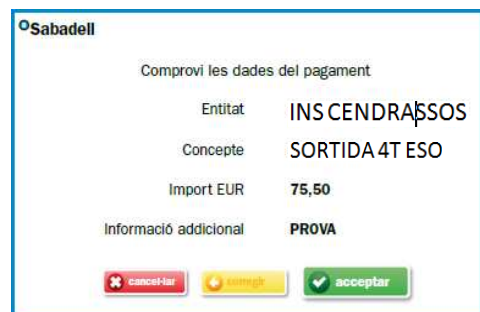 Sabadell
Comprovi les dades del pagament
Entitat INS CENDRASSOS
Concepte SORTIDA 4T ESO
Import EUR 75,50
Informació addicional PROVA
cancel·lar corregir acceptar